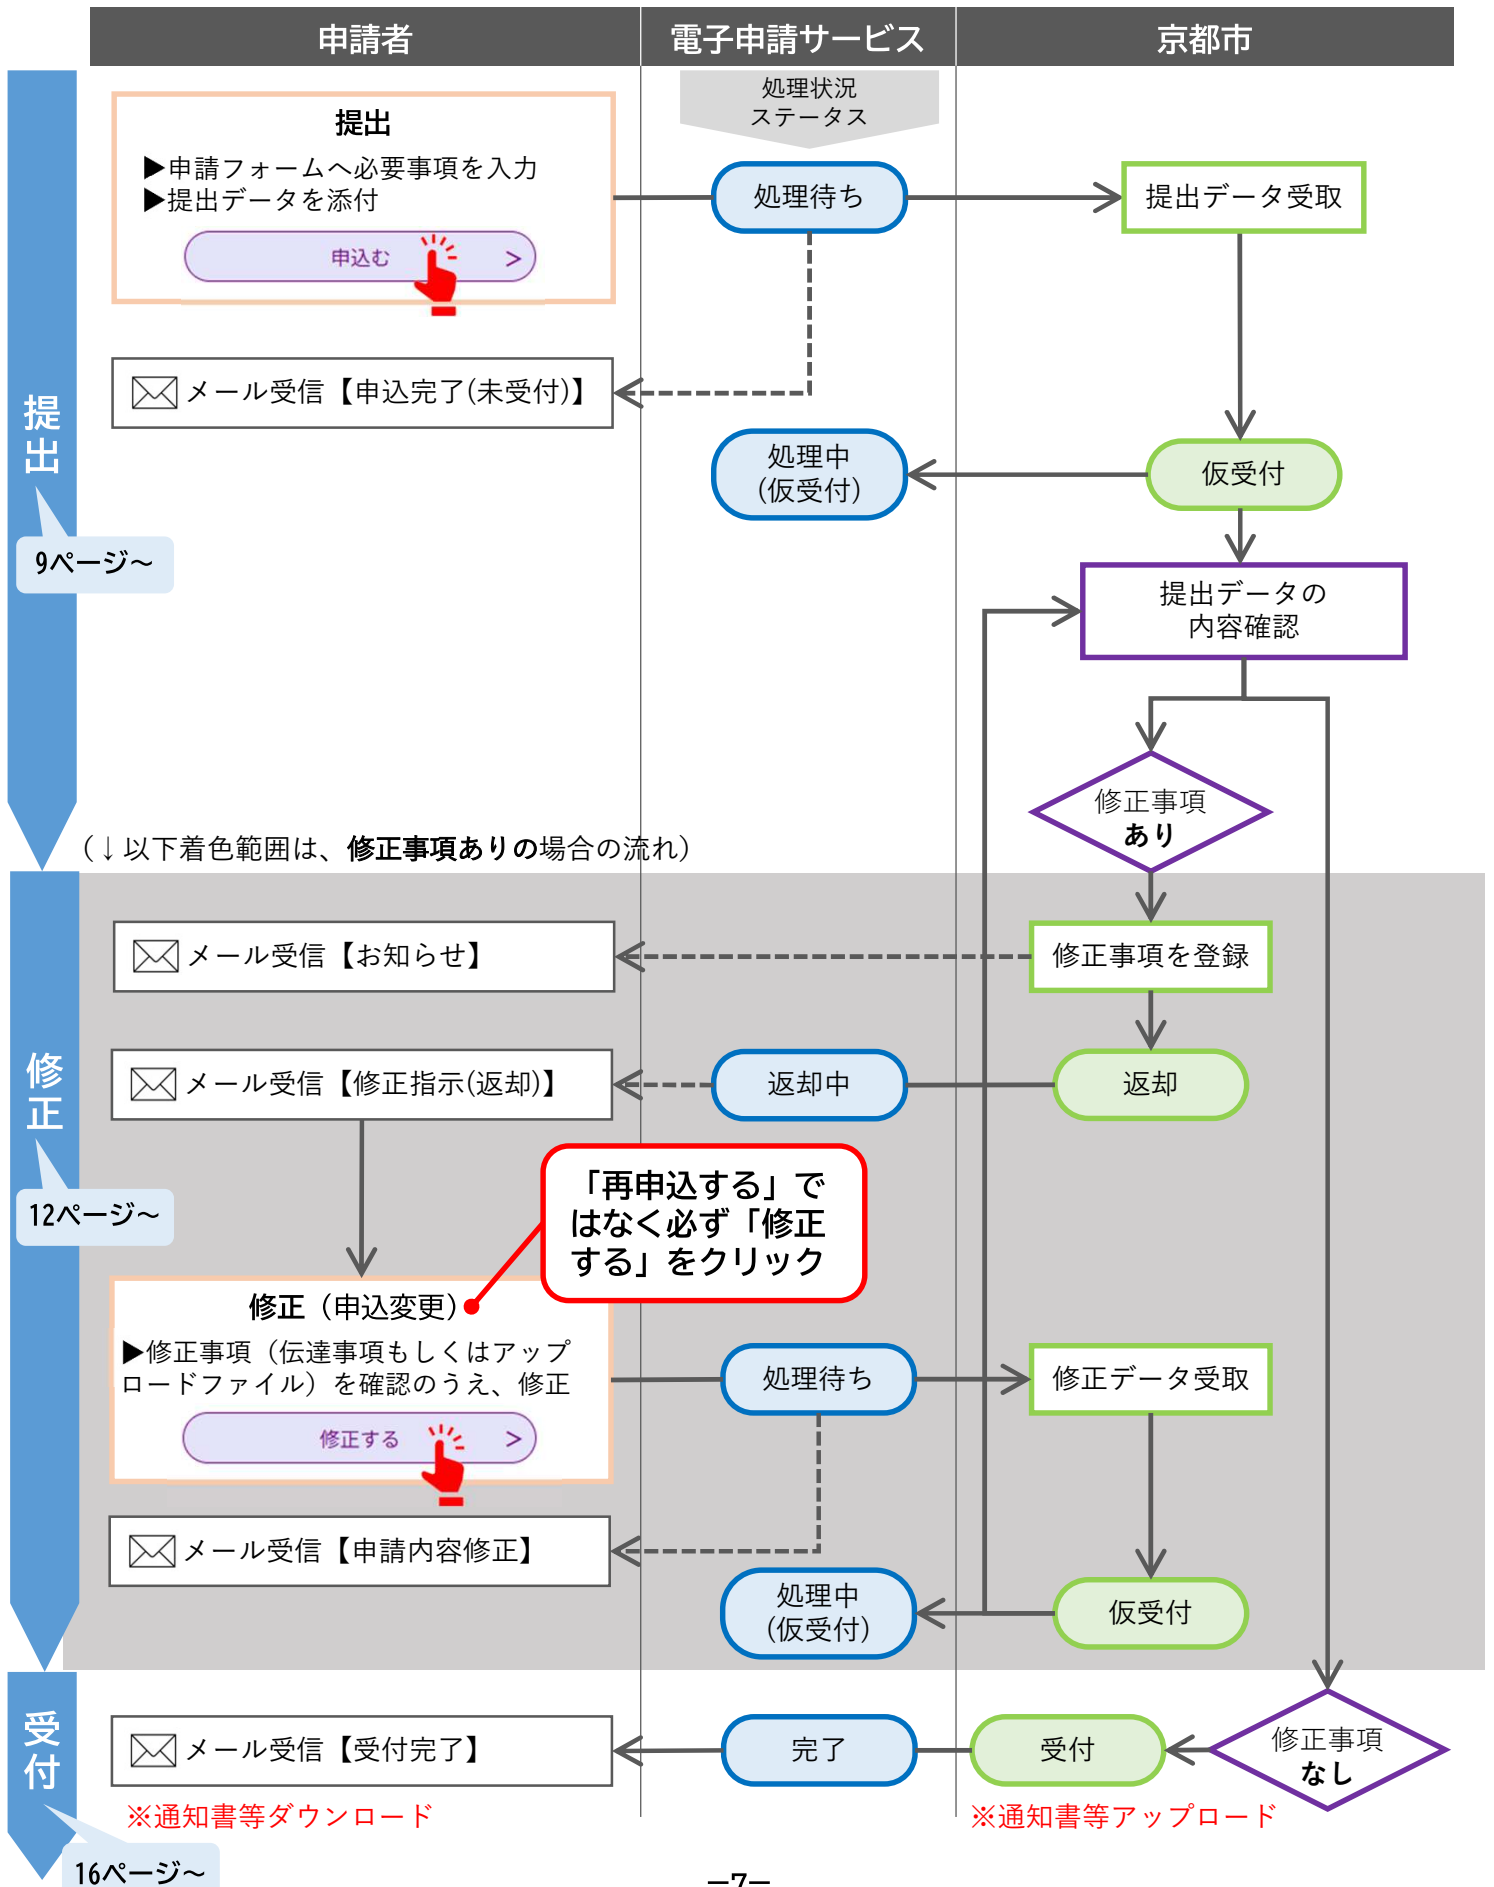 申請者
電子申請サービス
京都市
処理状況
ステータス
提出
▶申請フォームへ必要事項を入力
▶提出データを添付
申込む >
処理待ち
提出データ受取
メール受信【申込完了(未受付)】
提出
処理中
(仮受付)
仮受付
9ページ～
提出データの
内容確認
修正事項
あり
（↓以下着色範囲は、修正事項ありの場合の流れ）
メール受信【お知らせ】
修正事項を登録
修正
メール受信【修正指示(返却)】
返却中
返却
12ページ～
「再申込する」で
はなく必ず「修正
する」をクリック
修正（申込変更）
▶修正事項（伝達事項もしくはアップ
ロードファイル）を確認のうえ、修正
修正する >
処理待ち
修正データ受取
メール受信【申請内容修正】
処理中
(仮受付)
仮受付
受付
メール受信【受付完了】
完了
受付
修正事項
なし
※通知書等ダウンロード
※通知書等アップロード
16ページ～
－7－